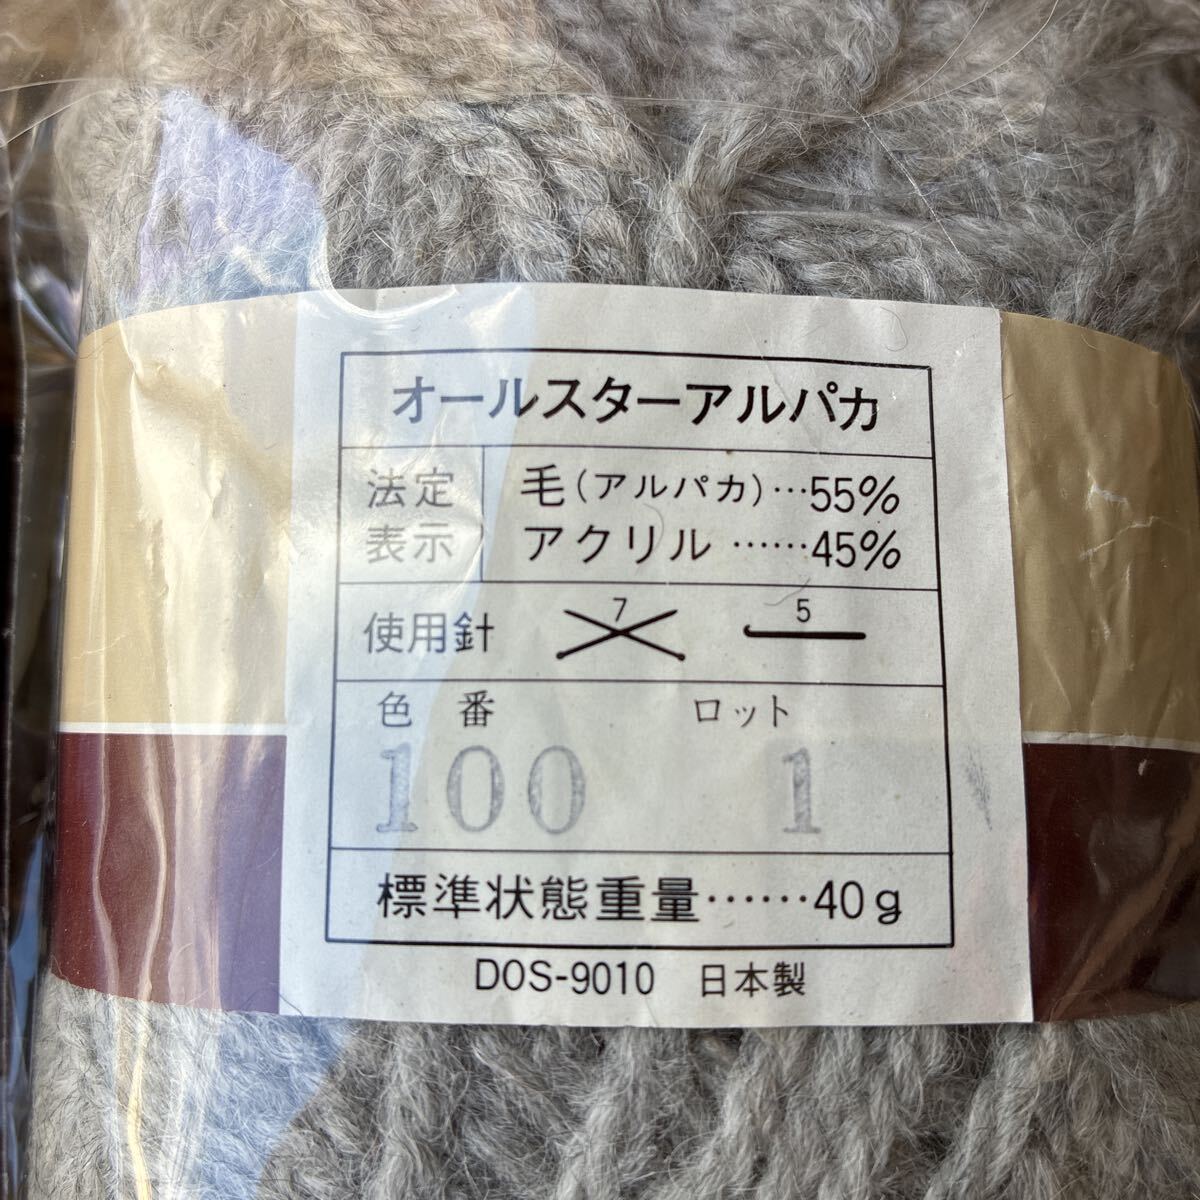 オールスターアルパカ
法定表示
毛(アルパカ)…55%
アクリル……45%
使用針 7 5
色番 ロット
100 1
標準状態重量……40g
DOS-9010 日本製